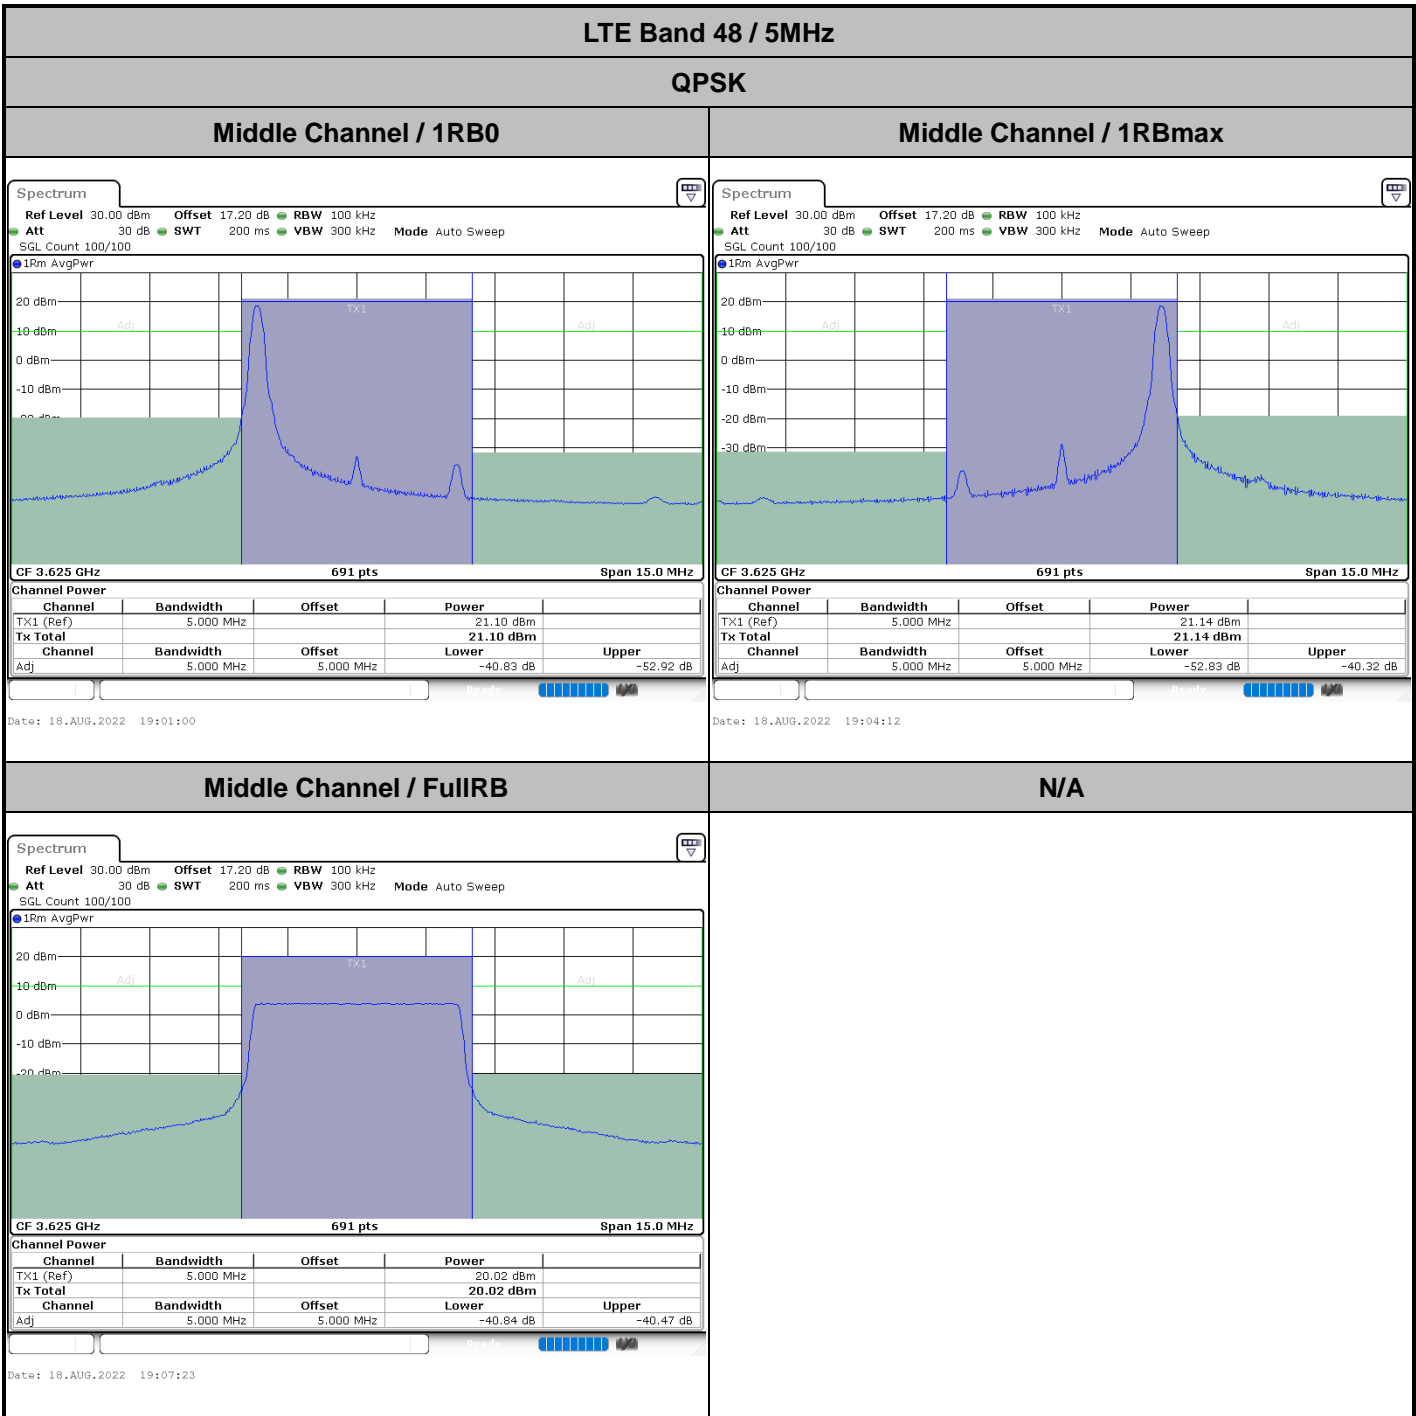 LTE Band 48 / 5MHz
QPSK
Middle Channel / 1RB0
Middle Channel / 1RBmax
Spectrum
Ref Level 30.00 dBm Offset 17.20 dB RBW 100 kHz
Att 30 dB SWT 200 ms VBW 300 kHz Mode Auto Sweep
SGL Count 100/100
1Rm AvgPwr
TX1
Adj
Adj
20 dBm
10 dBm
0 dBm
-10 dBm
CF 3.625 GHz 691 pts Span 15.0 MHz
Channel Power
Channel Bandwidth Offset Power
TX1 (Ref) 5.000 MHz 21.10 dBm
Tx Total 21.10 dBm
Channel Bandwidth Offset Lower Upper
Adj 5.000 MHz 5.000 MHz -40.83 dB -52.92 dB
Ready
Date: 18.AUG.2022 19:01:00
Spectrum
Ref Level 30.00 dBm Offset 17.20 dB RBW 100 kHz
Att 30 dB SWT 200 ms VBW 300 kHz Mode Auto Sweep
SGL Count 100/100
1Rm AvgPwr
TX1
Adj
Adj
20 dBm
10 dBm
0 dBm
-10 dBm
-20 dBm
-30 dBm
CF 3.625 GHz 691 pts Span 15.0 MHz
Channel Power
Channel Bandwidth Offset Power
TX1 (Ref) 5.000 MHz 21.14 dBm
Tx Total 21.14 dBm
Channel Bandwidth Offset Lower Upper
Adj 5.000 MHz 5.000 MHz -52.83 dB -40.32 dB
Ready
Date: 18.AUG.2022 19:04:12
Middle Channel / FullRB
N/A
Spectrum
Ref Level 30.00 dBm Offset 17.20 dB RBW 100 kHz
Att 30 dB SWT 200 ms VBW 300 kHz Mode Auto Sweep
SGL Count 100/100
1Rm AvgPwr
TX1
Adj
Adj
20 dBm
10 dBm
0 dBm
-10 dBm
-20 dBm
CF 3.625 GHz 691 pts Span 15.0 MHz
Channel Power
Channel Bandwidth Offset Power
TX1 (Ref) 5.000 MHz 20.02 dBm
Tx Total 20.02 dBm
Channel Bandwidth Offset Lower Upper
Adj 5.000 MHz 5.000 MHz -40.84 dB -40.47 dB
Ready
Date: 18.AUG.2022 19:07:23